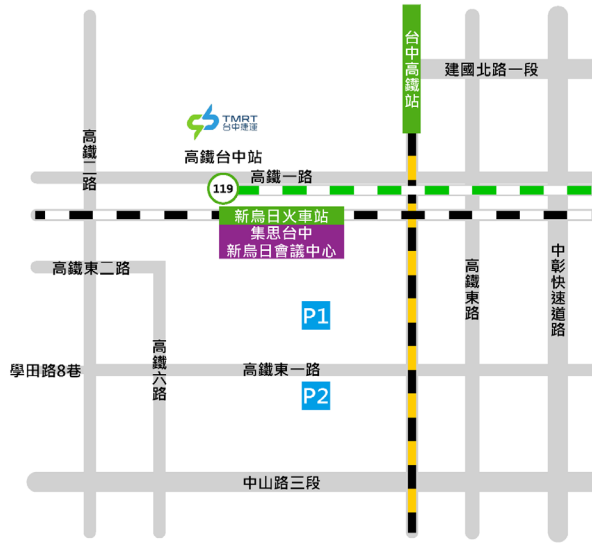 台中高鐵站
建國北路一段
TMRT
台中捷運
高鐵二路
高鐵台中站
高鐵一路
119
新烏日火車站
集思台中
新烏日會議中心
高鐵東二路
高鐵東路
中彰快速道路
P1
高鐵六路
學田路8巷
高鐵東一路
P2
中山路三段